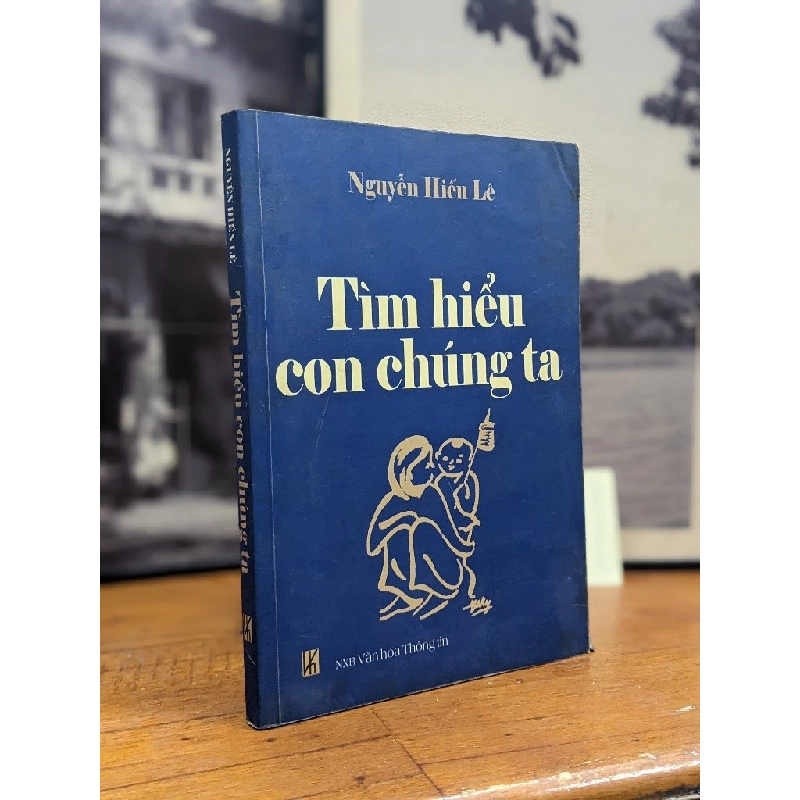 Nguyễn Hiến Lê
Tìm hiểu
con chúng ta
NXB Văn hóa Thông tin
NGUYỄN HIẾN LÊ
Tìm hiểu con chúng ta